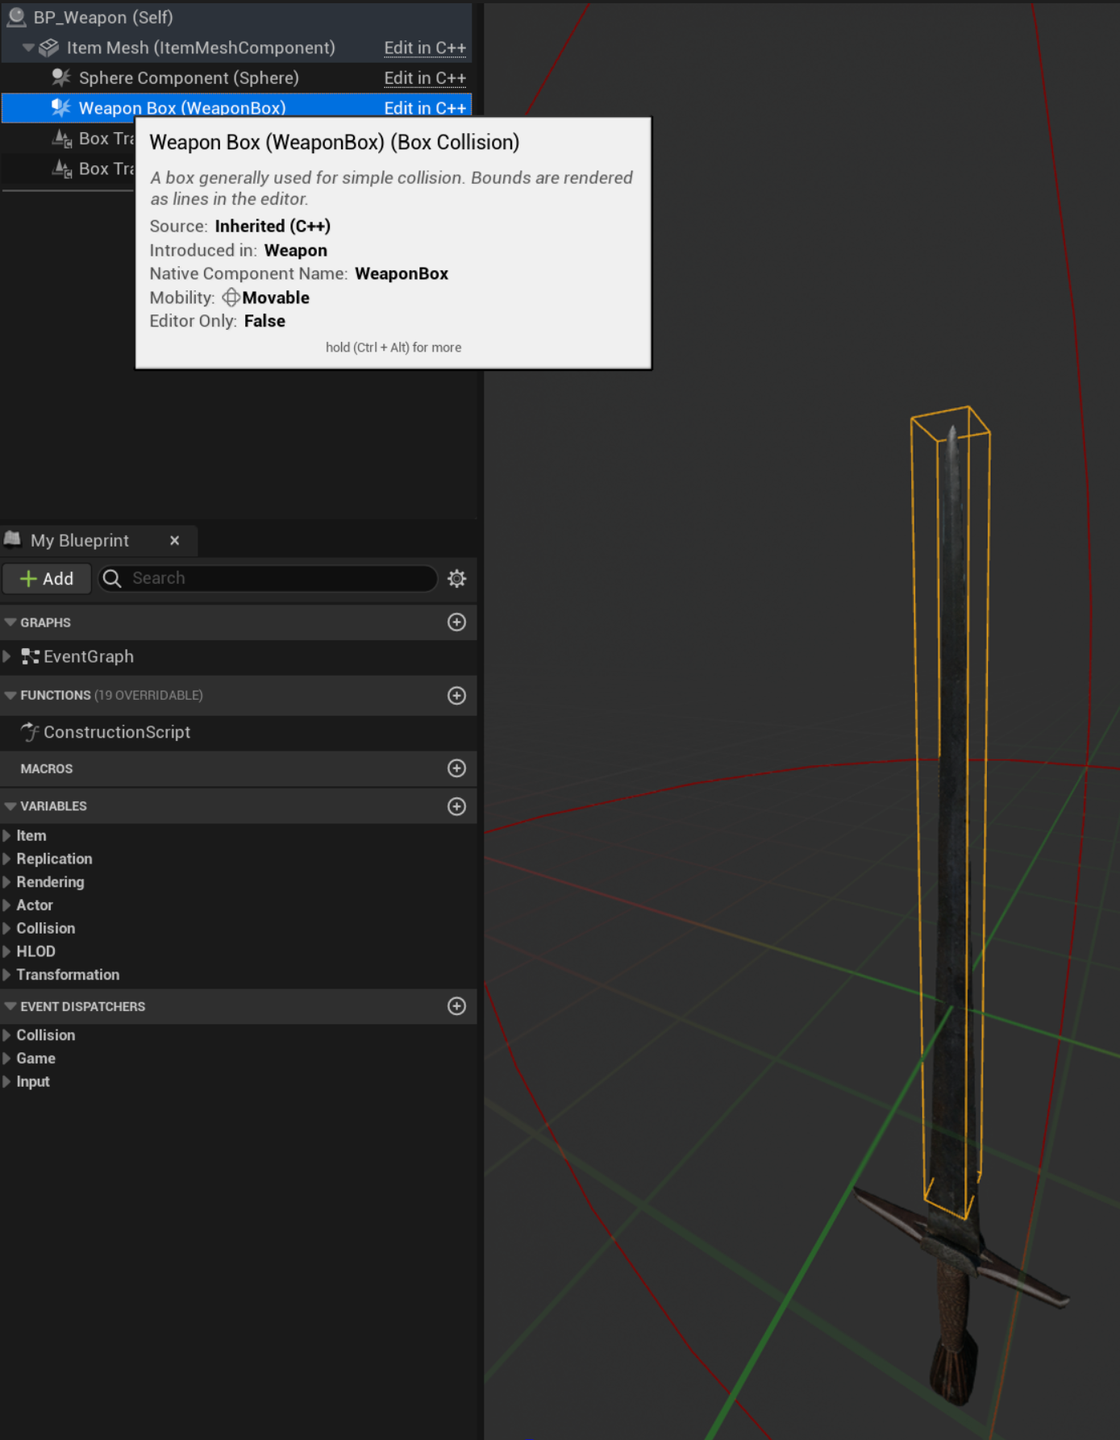 BP_Weapon (Self)
Item Mesh (ItemMeshComponent) Edit in C++
Sphere Component (Sphere) Edit in C++
Weapon Box (WeaponBox) Edit in C++
Box Tra
Box Tra
Weapon Box (WeaponBox) (Box Collision)
A box generally used for simple collision. Bounds are rendered
as lines in the editor.
Source: Inherited (C++)
Introduced in: Weapon
Native Component Name: WeaponBox
Mobility: Movable
Editor Only: False
hold (Ctrl + Alt) for more
My Blueprint
Add Search
GRAPHS
EventGraph
FUNCTIONS (19 OVERRIDABLE)
ConstructionScript
MACROS
VARIABLES
Item
Replication
Rendering
Actor
Collision
HLOD
Transformation
EVENT DISPATCHERS
Collision
Game
Input